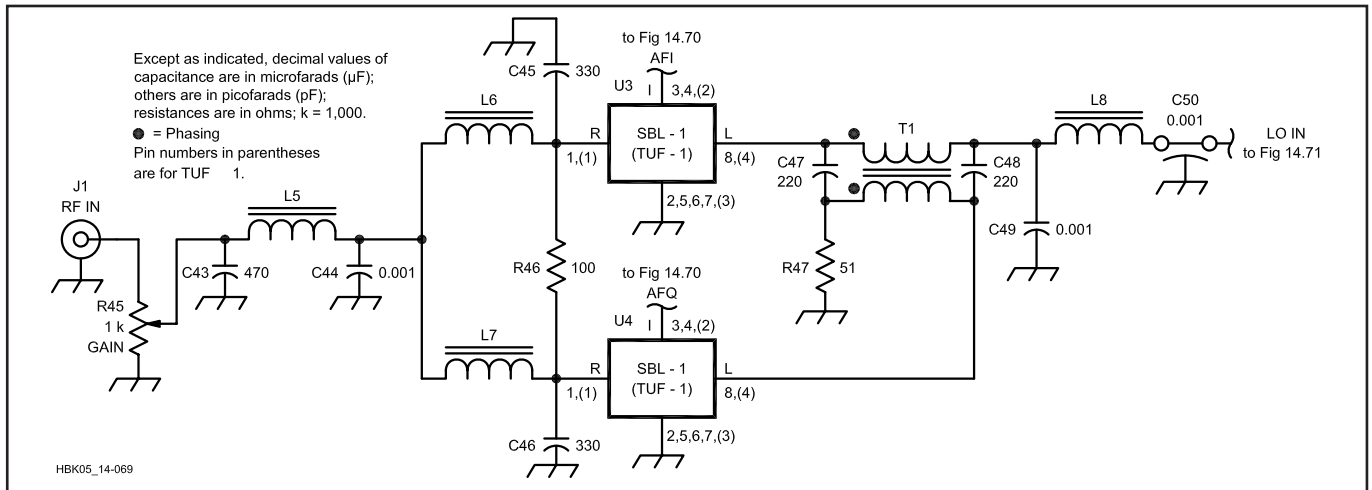 Except as indicated, decimal values of
capacitance are in microfarads (µF);
others are in picofarads (pF);
resistances are in ohms; k = 1,000.
= Phasing
Pin numbers in parentheses
are for TUF 1.
J1
RF IN
R45
1 k
GAIN
C43
470
L5
C44
0.001
L6
L7
C45
330
R46
100
C46
330
to Fig 14.70
AFI
U3
I
3,4,(2)
R
1,(1)
SBL - 1
(TUF - 1)
L
8,(4)
2,5,6,7,(3)
to Fig 14.70
AFQ
U4
I
3,4,(2)
R
1,(1)
SBL - 1
(TUF - 1)
L
8,(4)
2,5,6,7,(3)
C47
220
T1
C48
220
R47
51
C49
0.001
L8
C50
0.001
LO IN
to Fig 14.71
HBK05_14-069